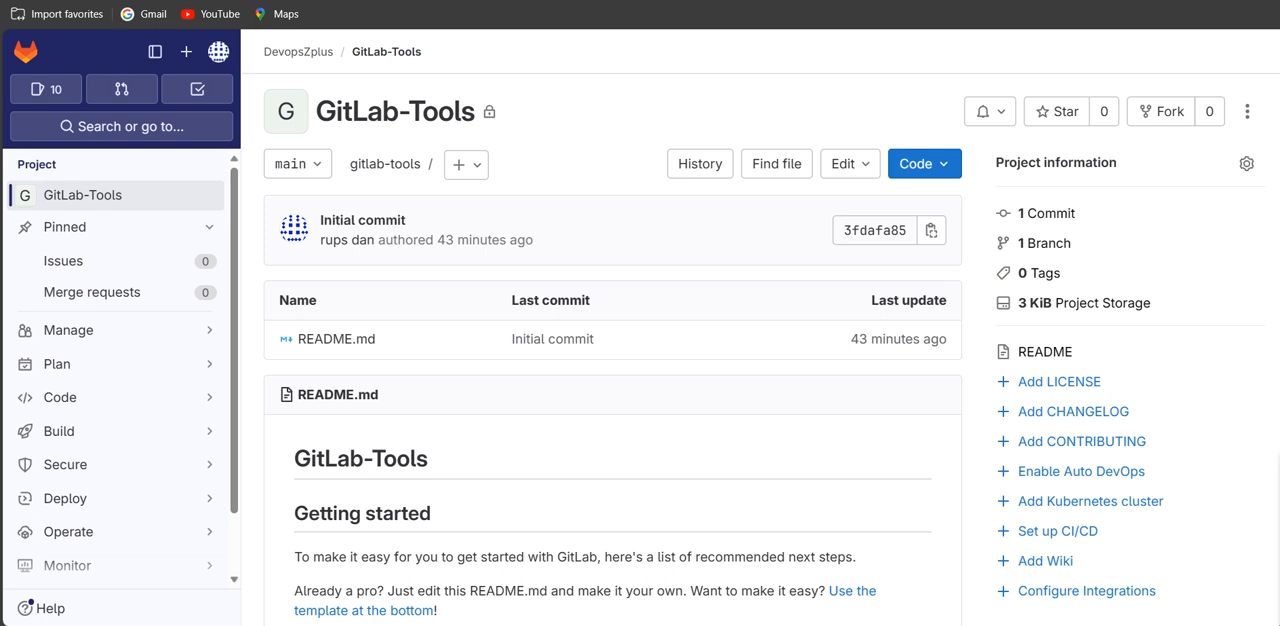 Import favorites Gmail YouTube Maps
DevopsZplus / GitLab-Tools
10
Search or go to...
Project
G GitLab-Tools
Pinned
Issues 0
Merge requests 0
Manage
Plan
Code
Build
Secure
Deploy
Operate
Monitor
Help
G GitLab-Tools
Star 0 Fork 0
main gitlab-tools / + History Find file Edit Code
Initial commit
rups dan authored 43 minutes ago
3fdafa85
Name Last commit Last update
README.md Initial commit 43 minutes ago
README.md
GitLab-Tools
Getting started
To make it easy for you to get started with GitLab, here's a list of recommended next steps.
Already a pro? Just edit this README.md and make it your own. Want to make it easy? Use the
template at the bottom!
Project information
1 Commit
1 Branch
0 Tags
3 KiB Project Storage
README
+ Add LICENSE
+ Add CHANGELOG
+ Add CONTRIBUTING
+ Enable Auto DevOps
+ Add Kubernetes cluster
+ Set up CI/CD
+ Add Wiki
+ Configure Integrations